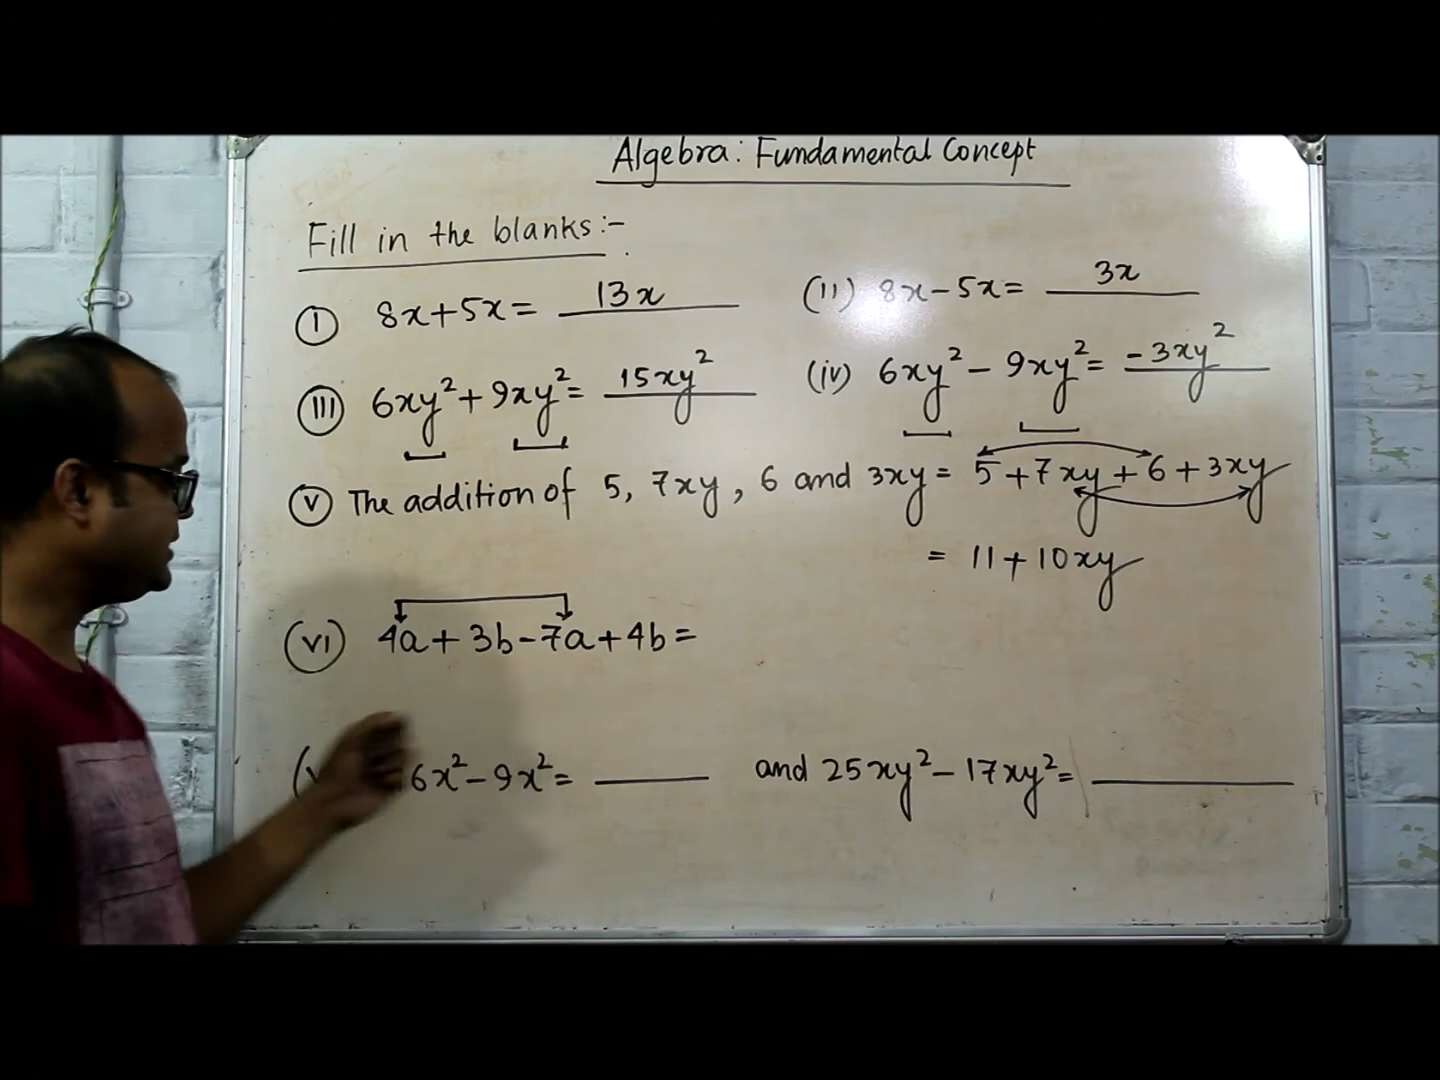 Algebra: Fundamental Concept
Fill in the blanks:-
(I) 8x+5x= 13x (II) 8x-5x= 3x
(III) 6xy²+9xy²= 15xy² (iv) 6xy²-9xy²= -3xy²
(V) The addition of 5, 7xy, 6 and 3xy= 5+7xy+6+3xy
= 11+10xy
(VI) 4a+3b-7a+4b=
6x²-9x²= ____ and 25xy²-17xy²= ____